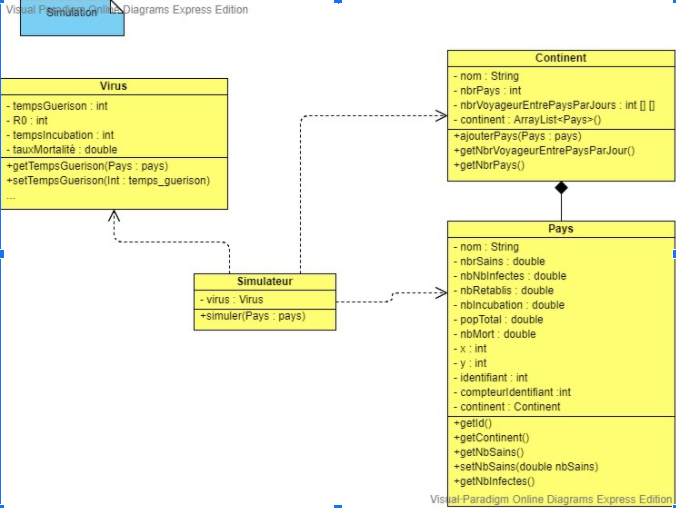 Visual Paradigm Online Diagrams Express Edition
Simulation
Virus
- tempsGuerison : int
- R0 : int
- tempsIncubation : int
- tauxMortalité : double
+getTempsGuerison(Pays : pays)
+setTempsGuerison(Int : temps_guerison)
...
Continent
- nom : String
- nbrPays : int
- nbrVoyageurEntrePaysParJours : int [] []
- continent : ArrayList<Pays>()
+ajouterPays(Pays : pays)
+getNbrVoyageurEntrePaysParJour()
+getNbrPays()
Simulateur
- virus : Virus
+simuler(Pays : pays)
Pays
- nom : String
- nbrSains : double
- nbNbInfectes : double
- nbRetablis : double
- nbIncubation : double
- popTotal : double
- nbMort : double
- x : int
- y : int
- identifiant : int
- compteurIdentifiant :int
- continent : Continent
+getId()
+getContinent()
+getNbSains()
+setNbSains(double nbSains)
+getNbInfectes()
Visual Paradigm Online Diagrams Express Edition